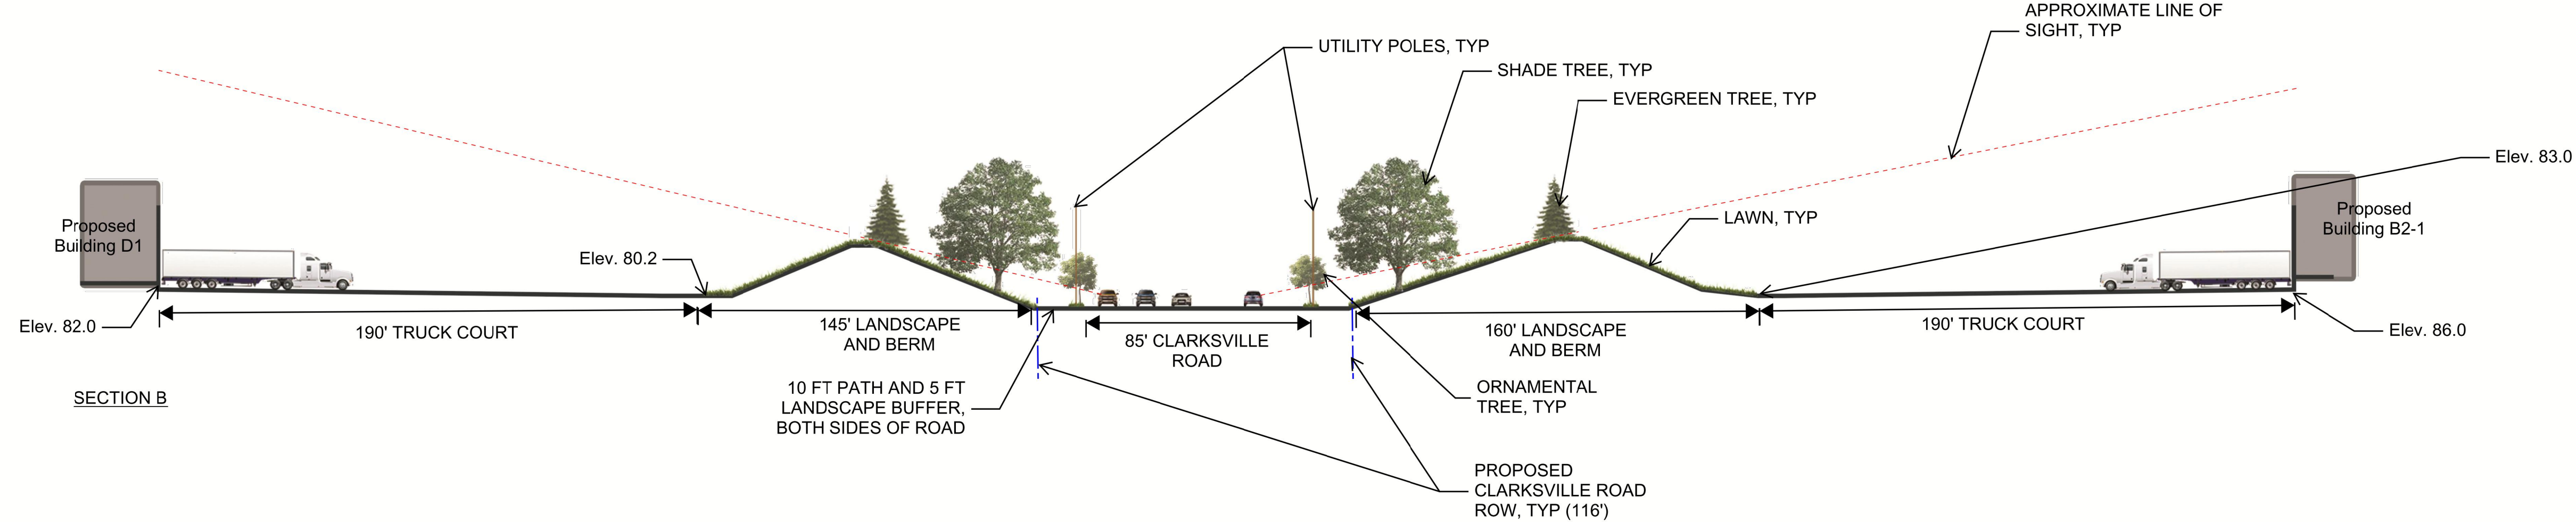 APPROXIMATE LINE OF
SIGHT, TYP
UTILITY POLES, TYP
SHADE TREE, TYP
EVERGREEN TREE, TYP
Elev. 83.0
Proposed
Building D1
LAWN, TYP
Proposed
Building B2-1
Elev. 80.2
Elev. 82.0
190' TRUCK COURT
145' LANDSCAPE
AND BERM
85' CLARKSVILLE
ROAD
160' LANDSCAPE
AND BERM
190' TRUCK COURT
Elev. 86.0
SECTION B
10 FT PATH AND 5 FT
LANDSCAPE BUFFER,
BOTH SIDES OF ROAD
ORNAMENTAL
TREE, TYP
PROPOSED
CLARKSVILLE ROAD
ROW, TYP (116')